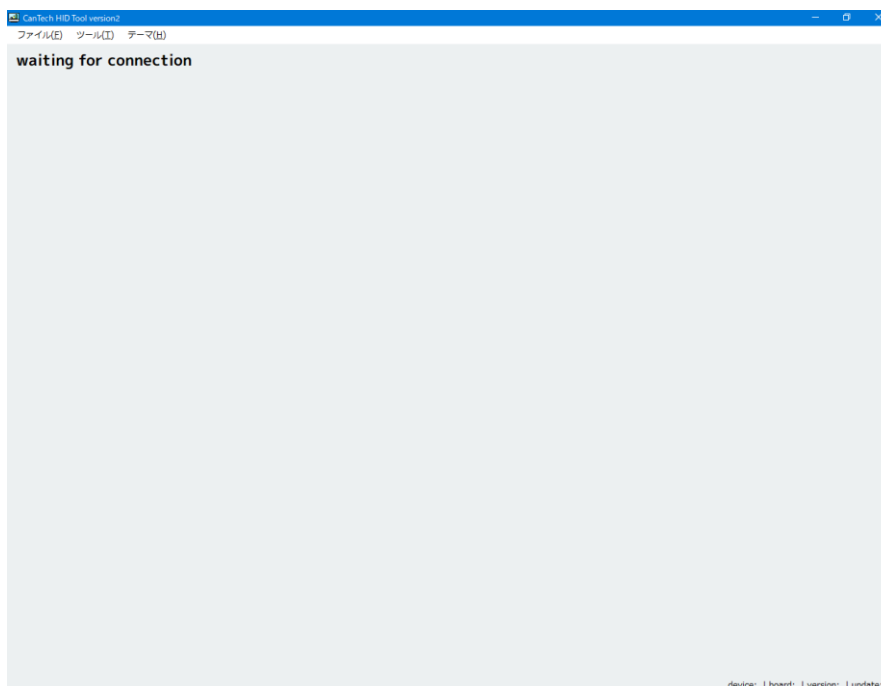 CanTech HID Tool version2
ファイル(F) ツール(T) テーマ(H)
waiting for connection
device: | board: | version: | update: